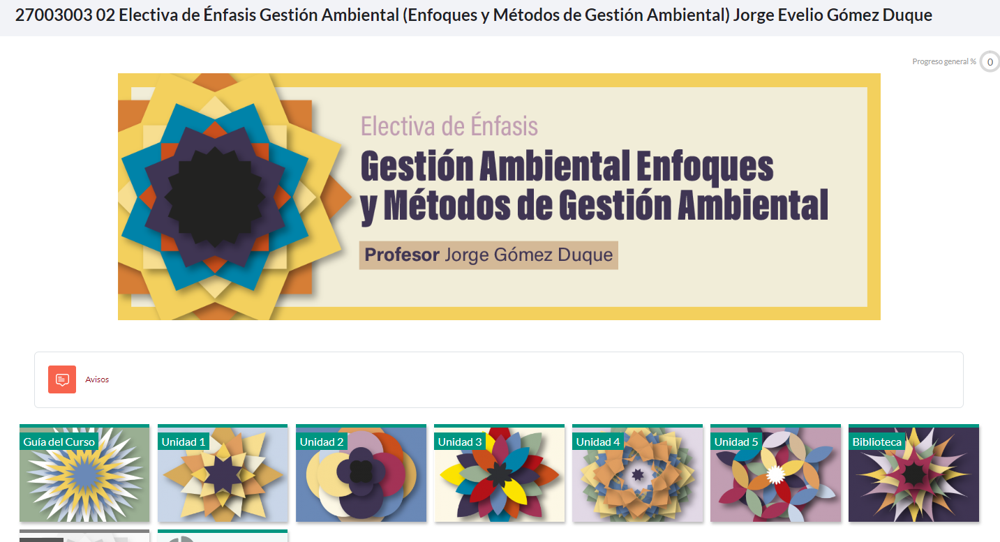 27003003 02 Electiva de Énfasis Gestión Ambiental (Enfoques y Métodos de Gestión Ambiental) Jorge Evelio Gómez Duque
Progreso general % 0
Electiva de Énfasis
Gestión Ambiental Enfoques
y Métodos de Gestión Ambiental
Profesor Jorge Gómez Duque
Avisos
Guía del Curso
Unidad 1
Unidad 2
Unidad 3
Unidad 4
Unidad 5
Biblioteca